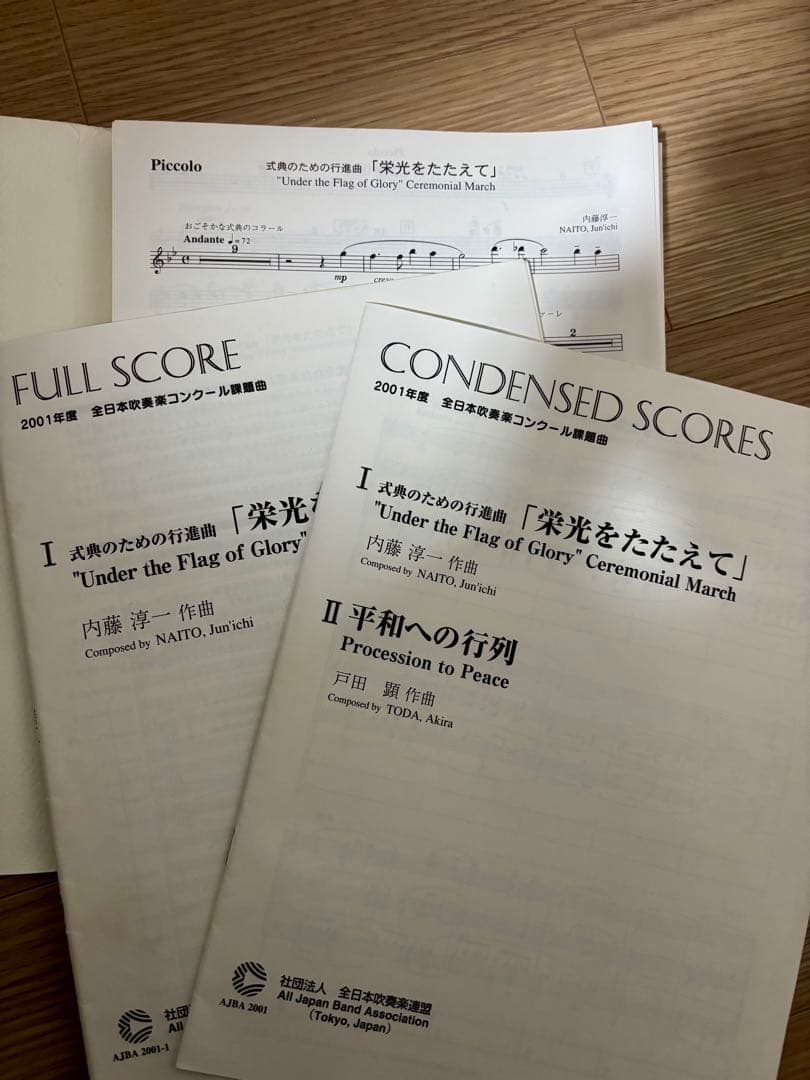 Piccolo
式典のための行進曲「栄光をたたえて」
"Under the Flag of Glory" Ceremonial March
内藤淳一
NAITO, Jun'ichi
おごそかな式典のコラール
Andante ♩=72
9
mp
cresc
2
FULL SCORE
2001年度 全日本吹奏楽コンクール課題曲
I 式典のための行進曲「栄光を
"Under the Flag of Glory"
内藤 淳一 作曲
Composed by NAITO, Jun'ichi
AJBA 2001-1
社団
All
CONDENSED SCORES
2001年度 全日本吹奏楽コンクール課題曲
I 式典のための行進曲「栄光をたたえて」
"Under the Flag of Glory" Ceremonial March
内藤 淳一 作曲
Composed by NAITO, Jun'ichi
II 平和への行列
Procession to Peace
戸田 顕 作曲
Composed by TODA, Akira
AJBA 2001
社団法人 全日本吹奏楽連盟
All Japan Band Association
(Tokyo, Japan)